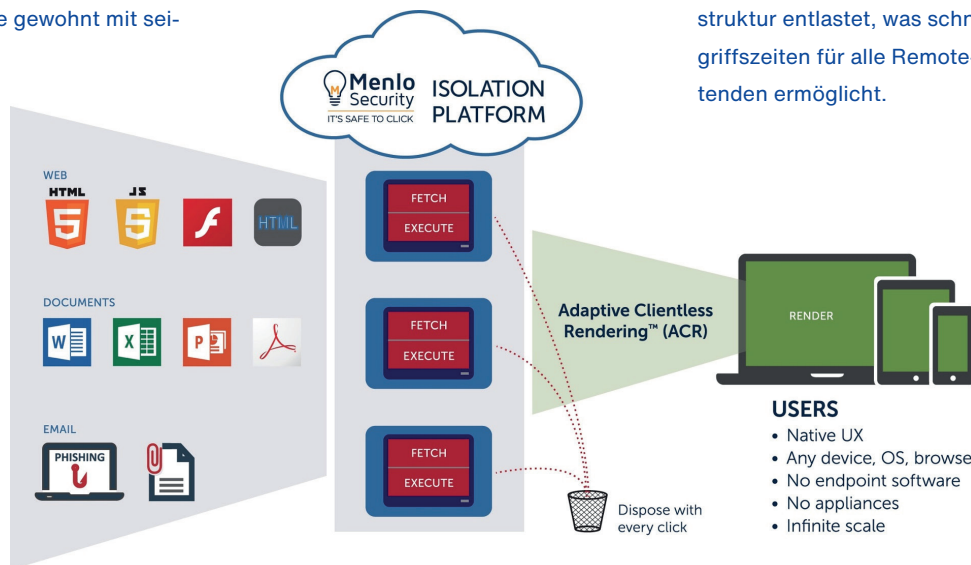 e gewohnt mit sei-
struktur entlastet, was schn
griffszeiten für alle Remote-
tenden ermöglicht.
Menlo
Security
IT'S SAFE TO CLICK
ISOLATION
PLATFORM
WEB
HTML
5
JS
5
HTML
DOCUMENTS
W
X
P
EMAIL
PHISHING
FETCH
EXECUTE
FETCH
EXECUTE
FETCH
EXECUTE
Adaptive Clientless
Rendering™ (ACR)
Dispose with
every click
RENDER
USERS
• Native UX
• Any device, OS, browse
• No endpoint software
• No appliances
• Infinite scale